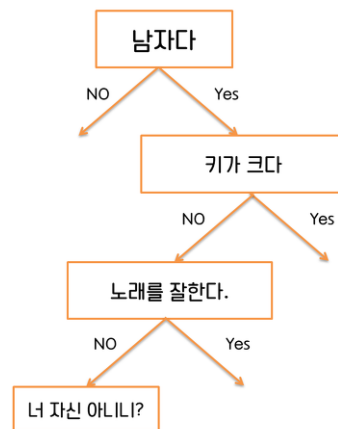 남자다
NO
Yes
키가 크다
NO
Yes
노래를 잘한다.
NO
Yes
너 자신 아니니?